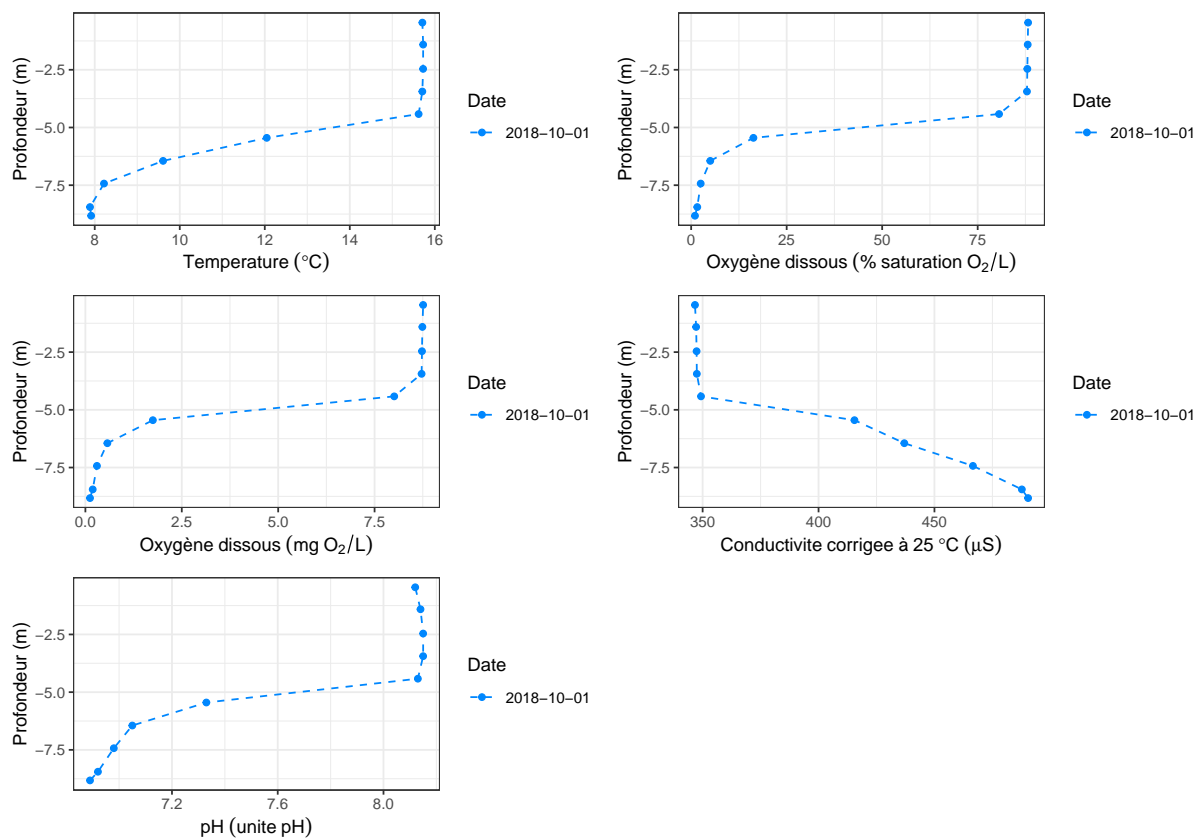 Profondeur (m)
−2.5
−5.0
−7.5
8 10 12 14 16
Temperature (°C)
Date
2018−10−01
Profondeur (m)
−2.5
−5.0
−7.5
0 25 50 75
Oxygène dissous (% saturation O₂/L)
Date
2018−10−01
Profondeur (m)
−2.5
−5.0
−7.5
0.0 2.5 5.0 7.5
Oxygène dissous (mg O₂/L)
Date
2018−10−01
Profondeur (m)
−2.5
−5.0
−7.5
350 400 450
Conductivite corrigee à 25 °C (μS)
Date
2018−10−01
Profondeur (m)
−2.5
−5.0
−7.5
7.2 7.6 8.0
pH (unite pH)
Date
2018−10−01